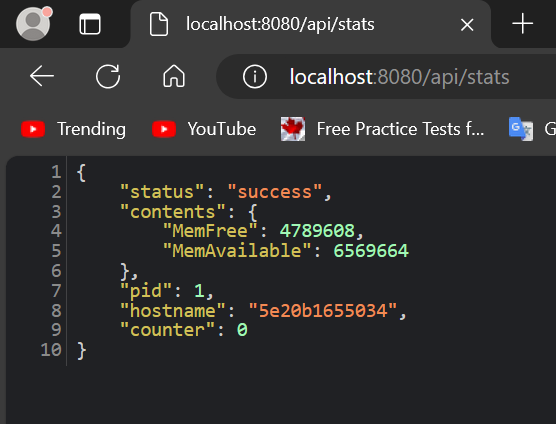 localhost:8080/api/stats
localhost:8080/api/stats
Trending YouTube Free Practice Tests f... G
1 {
2 "status": "success",
3 "contents": {
4 "MemFree": 4789608,
5 "MemAvailable": 6569664
6 },
7 "pid": 1,
8 "hostname": "5e20b1655034",
9 "counter": 0
10 }